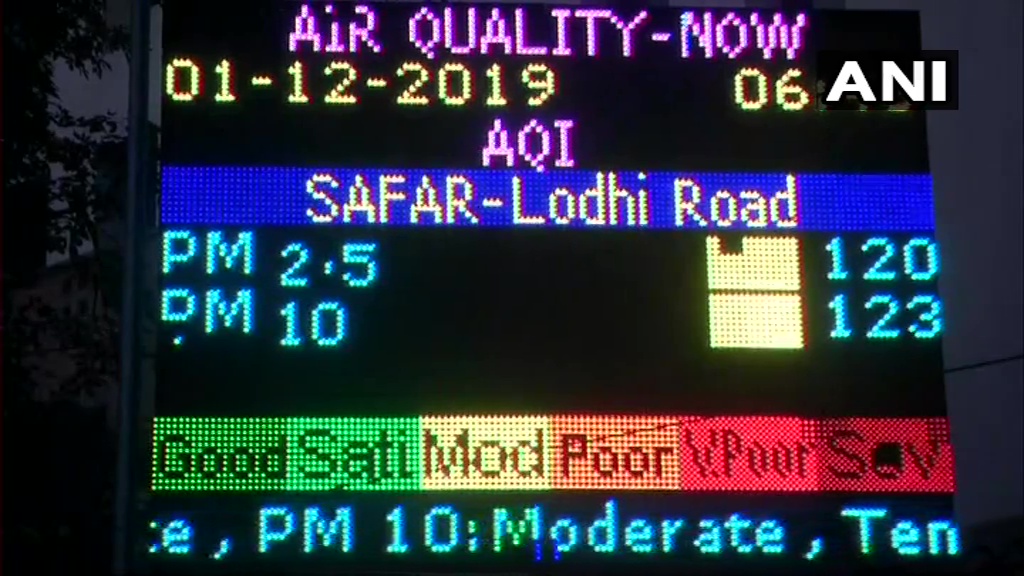 AiR QUALITY-NOW
01-12-2019 06
ANI
AQI
SAFAR-Lodhi Road
PM 2.5 120
PM 10 123
Good Sati Mod Poor V.Poor Sev
e, PM 10:Moderate, Ten